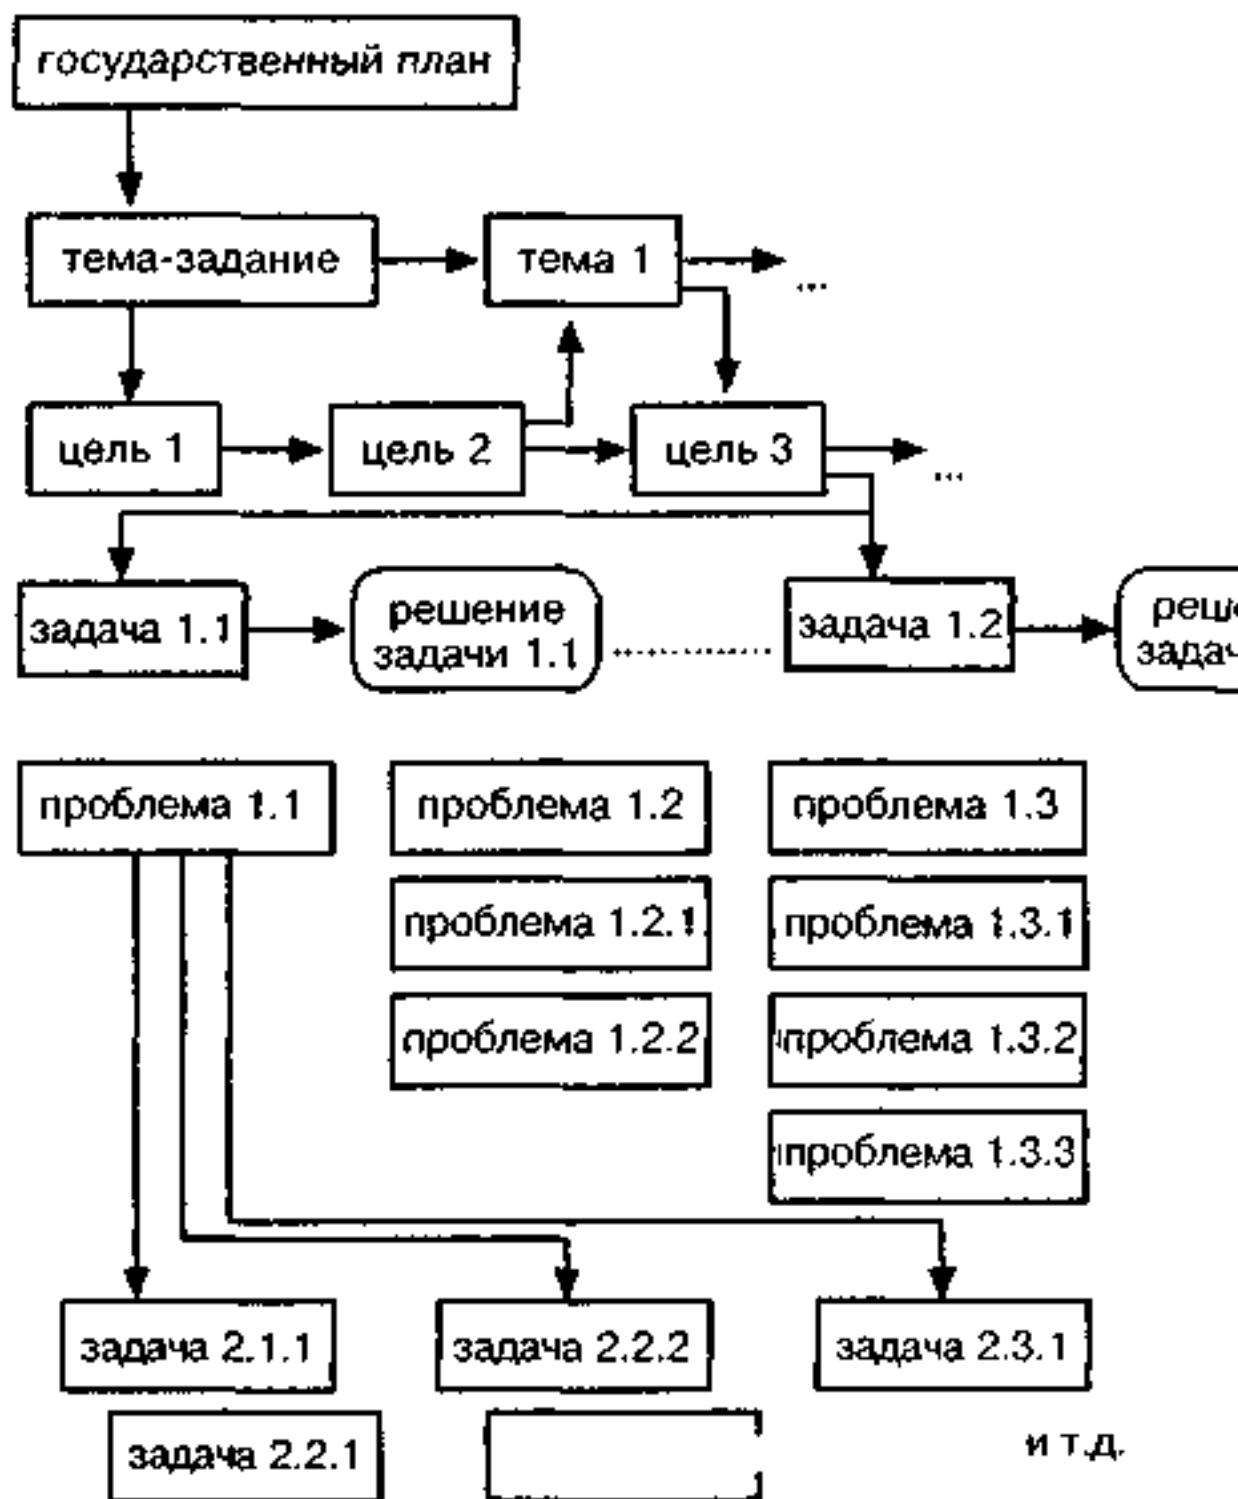 государственный план
тема-задание
тема 1
...
цель 1
цель 2
цель 3
...
задача 1.1
решение
задачи 1.1
задача 1.2
проблема 1.1
проблема 1.2
проблема 1.3
проблема 1.2.1
проблема 1.3.1
проблема 1.2.2
проблема 1.3.2
проблема 1.3.3
задача 2.1.1
задача 2.2.2
задача 2.3.1
задача 2.2.1
и т.д.